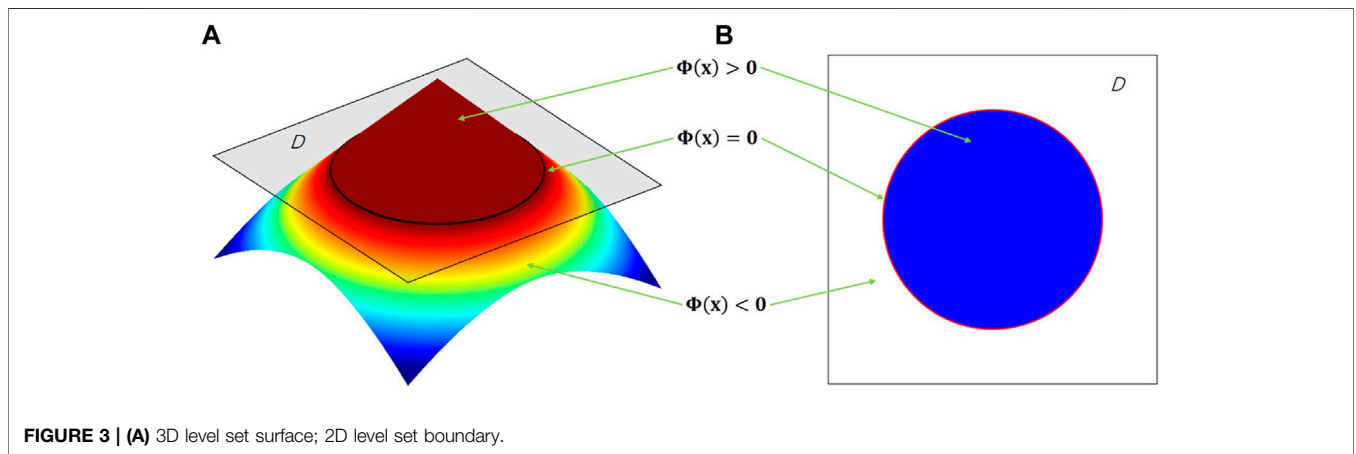 A
B
Φ(x) > 0
D
D
Φ(x) = 0
Φ(x) < 0
FIGURE 3 | (A) 3D level set surface; 2D level set boundary.